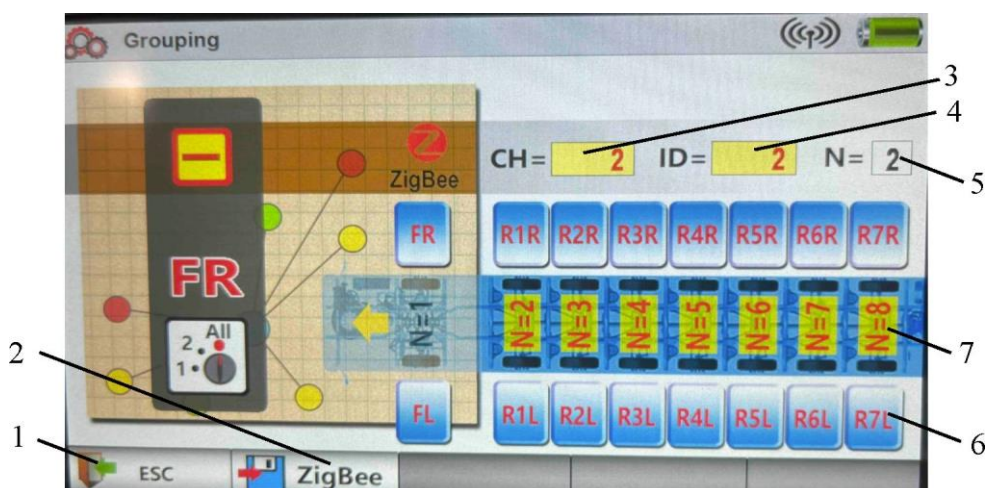 Grouping
3
4
CH= 2 ID= 2 N= 2
5
ZigBee
FR R1R R2R R3R R4R R5R R6R R7R
FR
N=1 N=2 N=3 N=4 N=5 N=6 N=7 N=8
7
All
2
1
2
FL R1L R2L R3L R4L R5L R6L R7L
6
1
ESC ZigBee